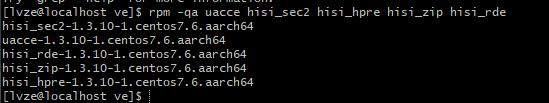 [lvze@localhost ve]$ rpm -qa uacce hisi_sec2 hisi_hpre hisi_zip hisi_rde
hisi_sec2-1.3.10-1.centos7.6.aarch64
uacce-1.3.10-1.centos7.6.aarch64
hisi_rde-1.3.10-1.centos7.6.aarch64
hisi_zip-1.3.10-1.centos7.6.aarch64
hisi_hpre-1.3.10-1.centos7.6.aarch64
[lvze@localhost ve]$